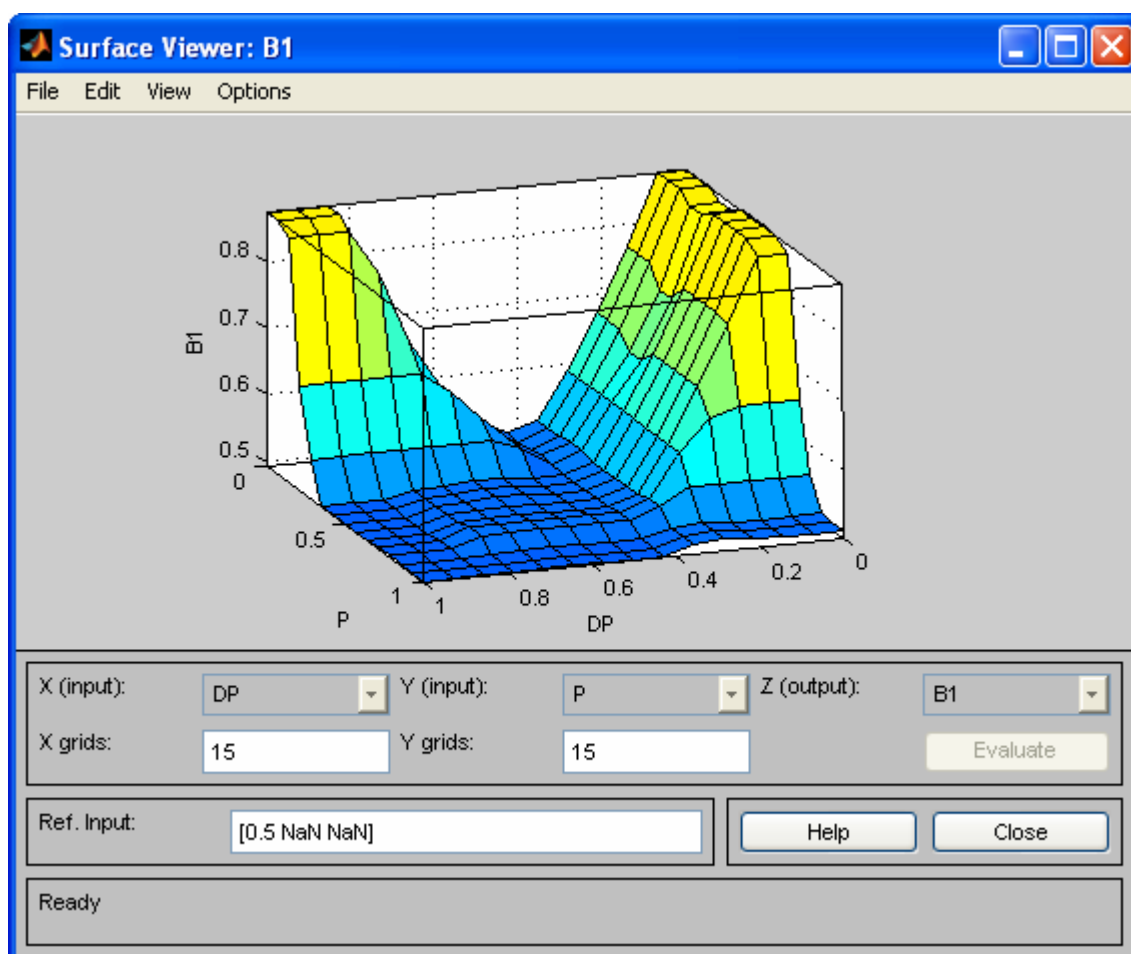 Surface Viewer: B1
File Edit View Options
0.8
0.7
0.6
0.5
B1
0
0.5
1
P
1
0.8
0.6
0.4
0.2
0
DP
X (input): DP Y (input): P Z (output): B1
X grids: 15 Y grids: 15 Evaluate
Ref. Input: [0.5 NaN NaN] Help Close
Ready